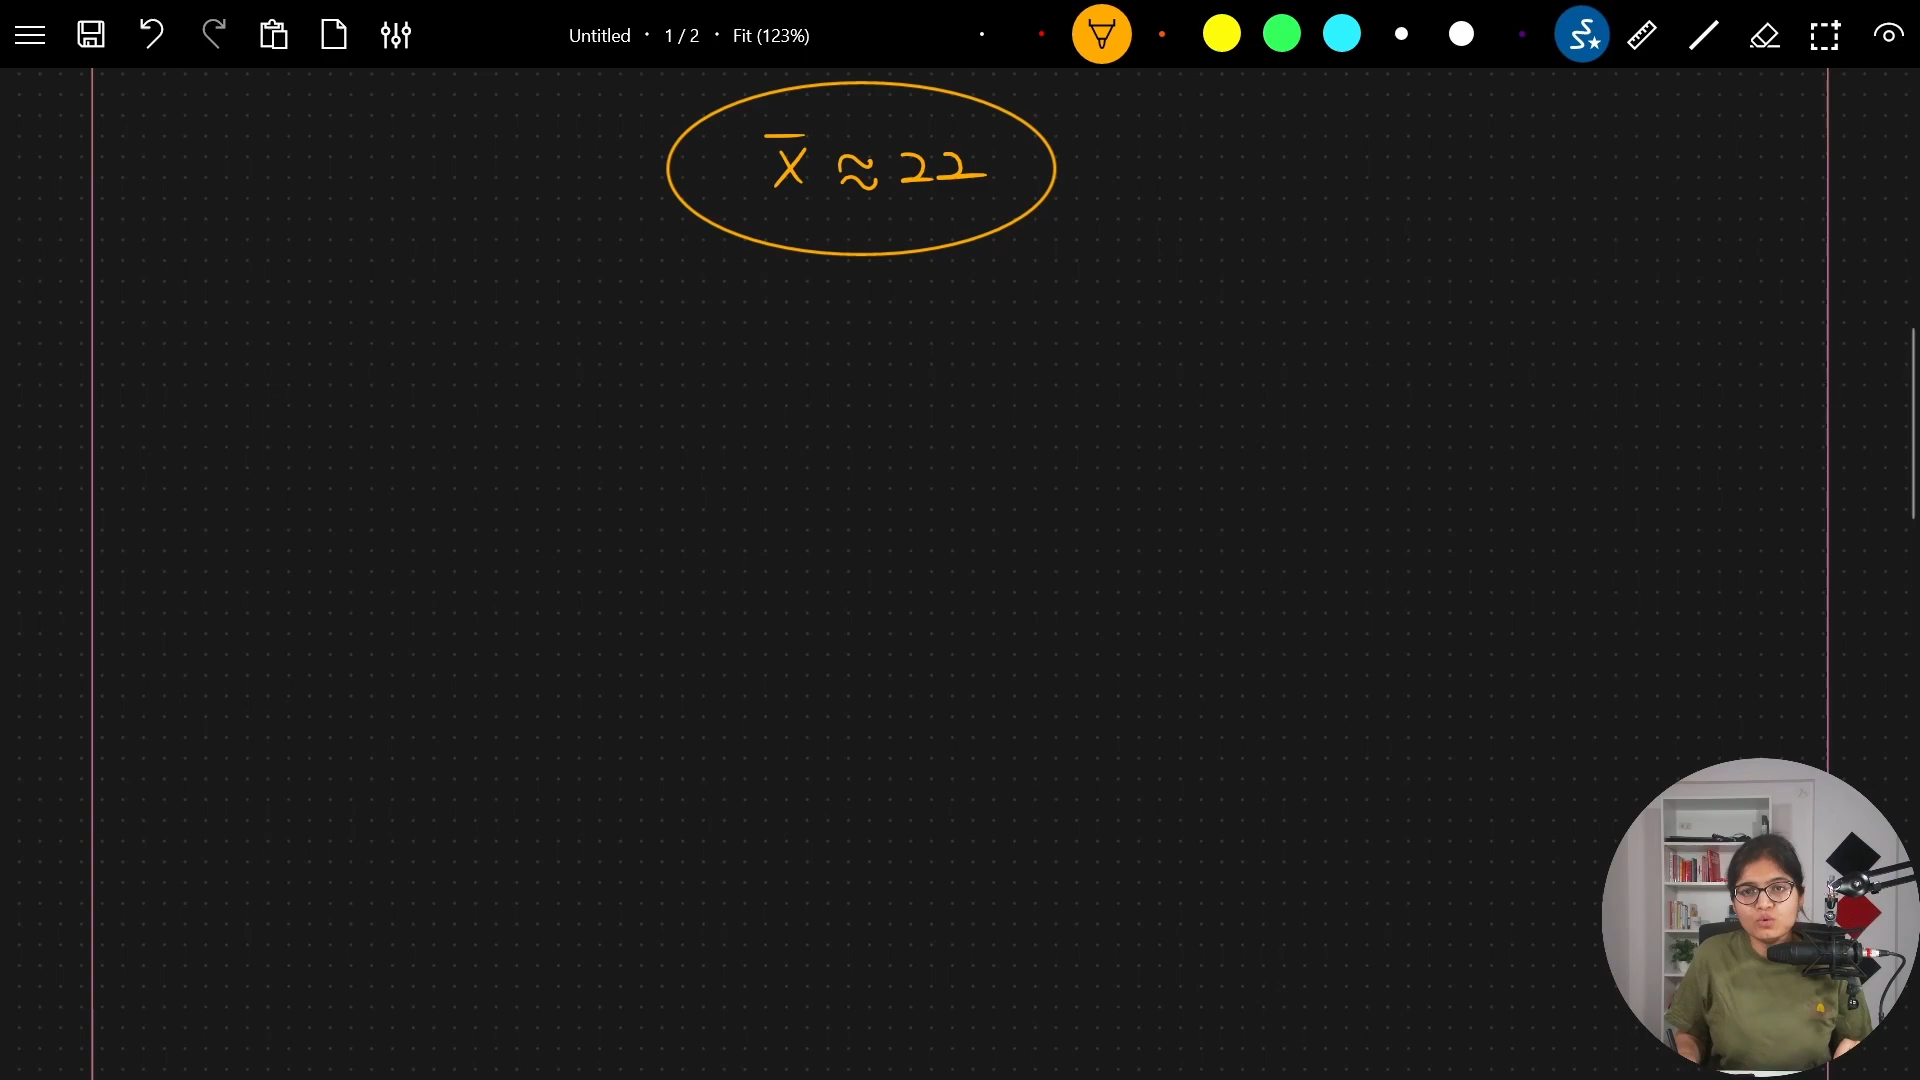 Untitled • 1 / 2 • Fit (123%)
X̅ ≈ 22